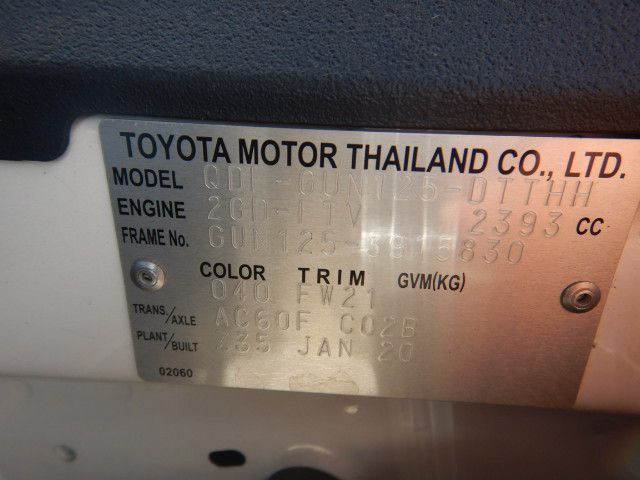 TOYOTA MOTOR THAILAND CO., LTD.
MODEL QDF-GUN125-DTTHH
ENGINE 2GD-FTV 2393 CC
FRAME No. GUN125-3915830
COLOR TRIM GVM(KG)
040 FW21
TRANS/AXLE AC60F C02B
PLANT/BUILT Z35 JAN 20
02060